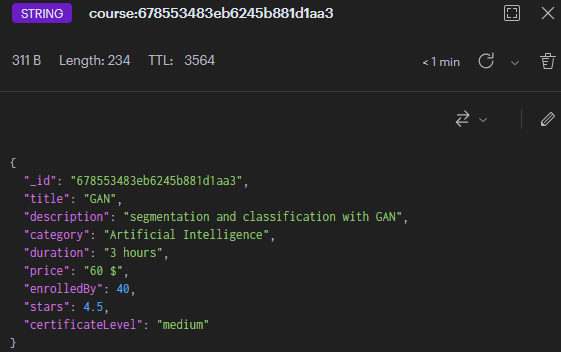 STRING course:678553483eb6245b881d1aa3
311 B Length: 234 TTL: 3564 < 1 min
{
"_id": "678553483eb6245b881d1aa3",
"title": "GAN",
"description": "segmentation and classification with GAN",
"category": "Artificial Intelligence",
"duration": "3 hours",
"price": "60 $",
"enrolledBy": 40,
"stars": 4.5,
"certificateLevel": "medium"
}